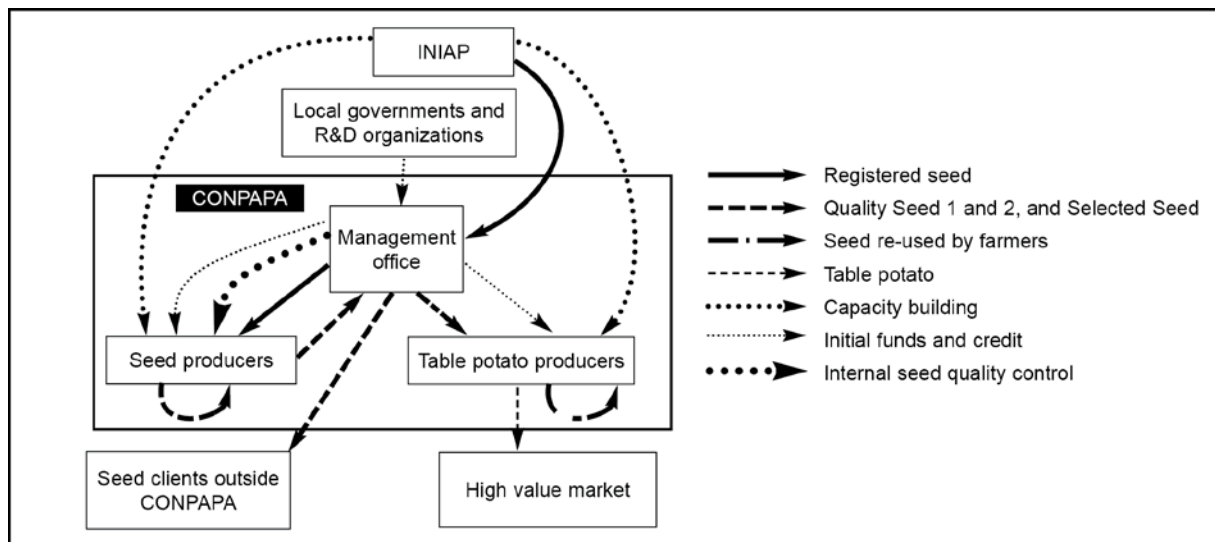 INIAP
Local governments and
R&D organizations
CONPAPA
Management
office
Seed producers
Table potato producers
Seed clients outside
CONPAPA
High value market
Registered seed
Quality Seed 1 and 2, and Selected Seed
Seed re-used by farmers
Table potato
Capacity building
Initial funds and credit
Internal seed quality control